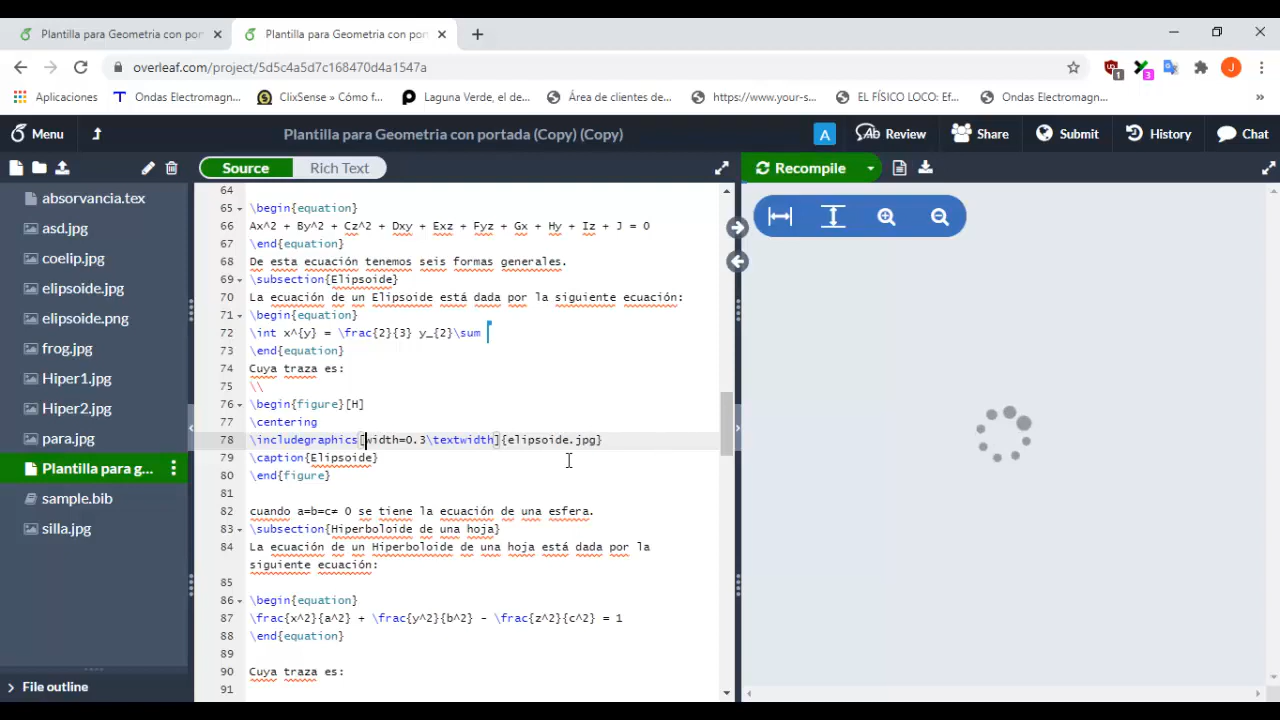 Plantilla para Geometria con port
Plantilla para Geometria con por
overleaf.com/project/5d5c4a5d7c168470d4a1547a
1
3
J
Aplicaciones
Ondas Electromagn...
ClixSense » Cómo f...
Laguna Verde, el de...
Área de clientes de...
https://www.your-s...
EL FÍSICO LOCO: Ef...
Ondas Electromagn...
»
Menu
Plantilla para Geometria con portada (Copy) (Copy)
A
Review
Share
Submit
History
Chat
Source
Rich Text
Recompile
absorvancia.tex
asd.jpg
coelip.jpg
elipsoide.jpg
elipsoide.png
frog.jpg
Hiper1.jpg
Hiper2.jpg
para.jpg
Plantilla para g...
sample.bib
silla.jpg
File outline
64
65 \begin{equation}
66 Ax^2 + By^2 + Cz^2 + Dxy + Exz + Fyz + Gx + Hy + Iz + J = 0
67 \end{equation}
68 De esta ecuación tenemos seis formas generales.
69 \subsection{Elipsoide}
70 La ecuación de un Elipsoide está dada por la siguiente ecuación:
71 \begin{equation}
72 \int x^{y} = \frac{2}{3} y_{2}\sum
73 \end{equation}
74 Cuya traza es:
75 \\
76 \begin{figure}[H]
77 \centering
78 \includegraphics[width=0.3\textwidth]{elipsoide.jpg}
79 \caption{Elipsoide}
80 \end{figure}
81
82 cuando a=b=c≠ 0 se tiene la ecuación de una esfera.
83 \subsection{Hiperboloide de una hoja}
84 La ecuación de un Hiperboloide de una hoja está dada por la
siguiente ecuación:
85
86 \begin{equation}
87 \frac{x^2}{a^2} + \frac{y^2}{b^2} - \frac{z^2}{c^2} = 1
88 \end{equation}
89
90 Cuya traza es:
91